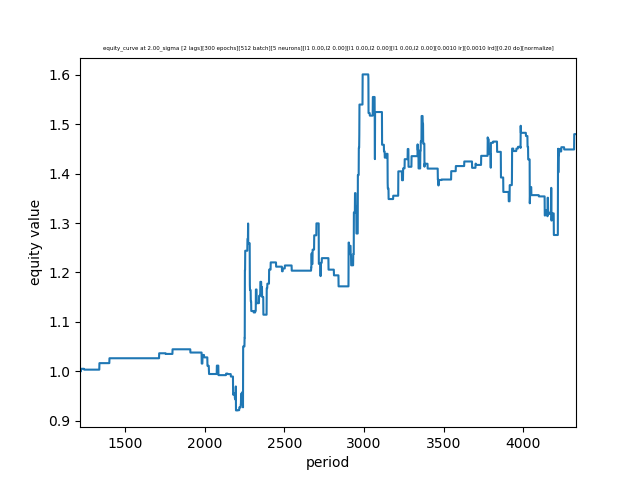 equity_curve at 2.00_sigma [2 lags][300 epochs][512 batch][5 neurons][l1 0.00,l2 0.00][l1 0.00,l2 0.00][l1 0.00,l2 0.00][0.0010 lr][0.0010 lrd][0.20 do][normalize]
1.6
1.5
1.4
1.3
1.2
1.1
1.0
0.9
equity value
1500 2000 2500 3000 3500 4000
period